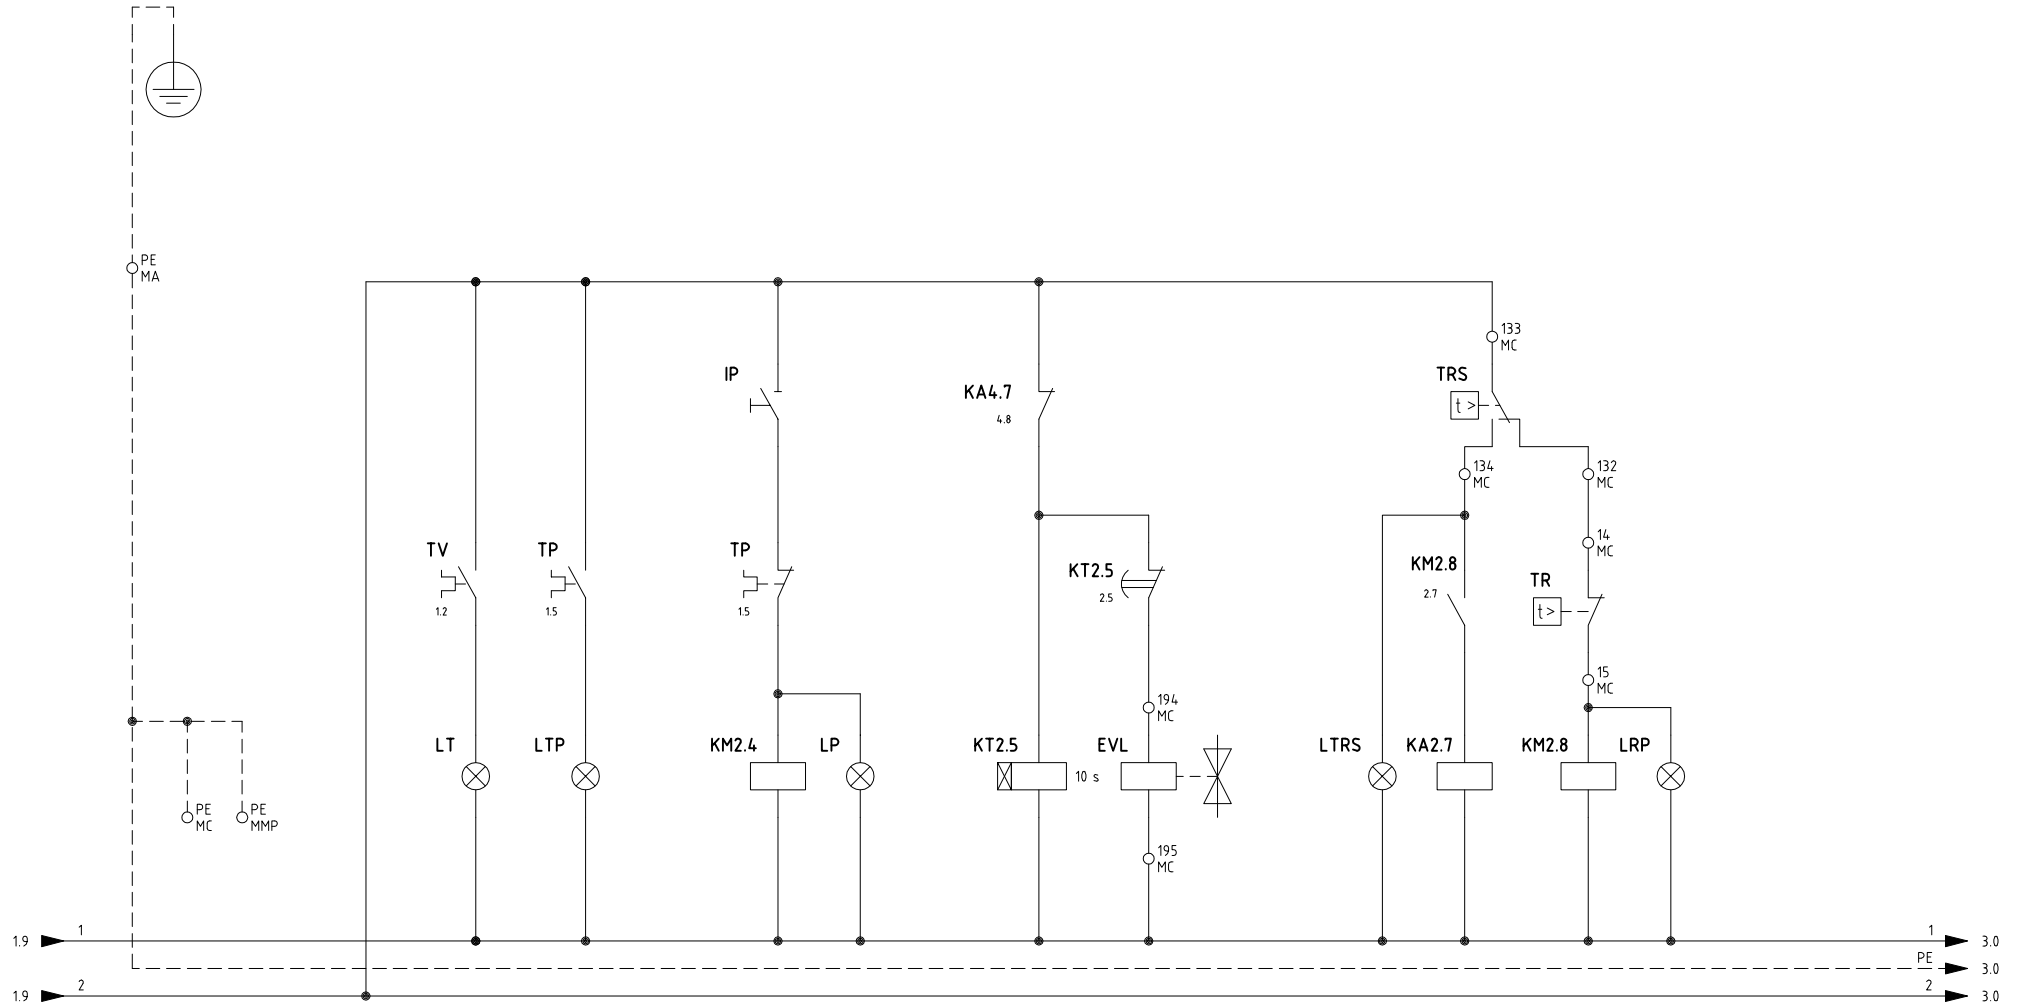 PE
MA
133
MC
IP
TRS
KA4.7
4.8
t >
134
MC
132
MC
14
MC
TV
TP
TP
KT2.5
2.5
KM2.8
2.7
TR
t >
1.2
1.5
1.5
15
MC
194
MC
LT
LTP
KM2.4
LP
KT2.5
10 s
EVL
LTRS
KA2.7
KM2.8
LRP
PE
MC
PE
MMP
195
MC
1.9
1
1
3.0
PE
3.0
1.9
2
2
3.0